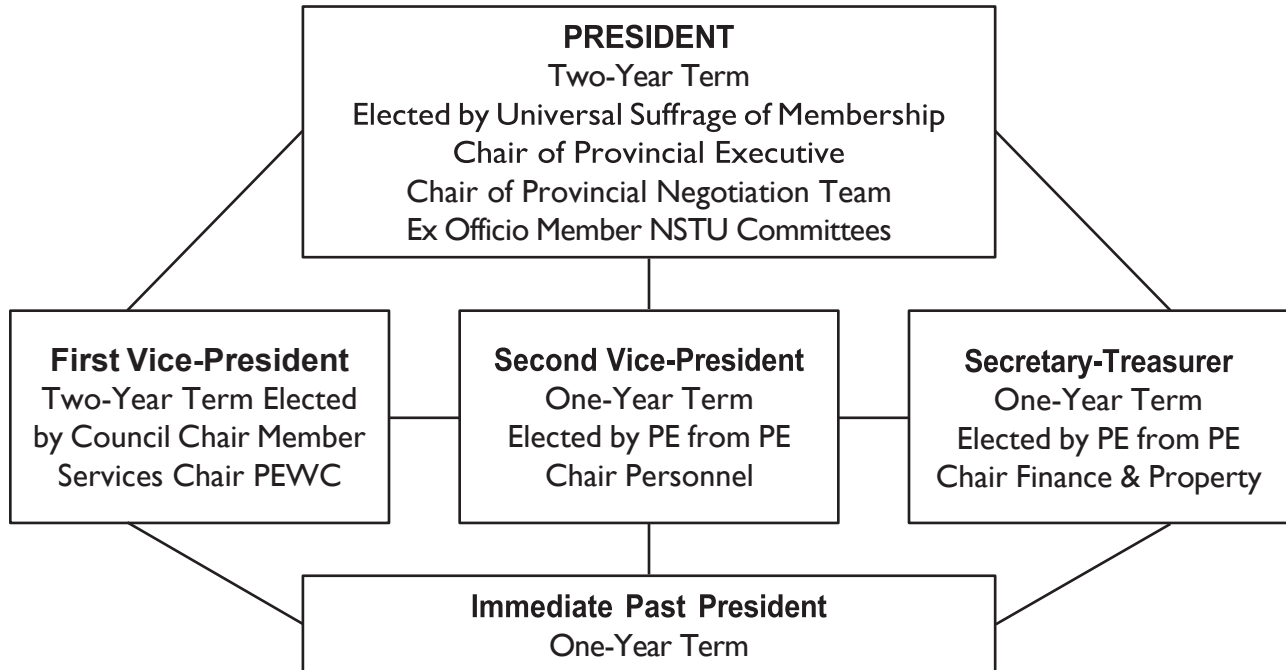 PRESIDENT
Two-Year Term
Elected by Universal Suffrage of Membership
Chair of Provincial Executive
Chair of Provincial Negotiation Team
Ex Officio Member NSTU Committees
First Vice-President
Two-Year Term Elected
by Council Chair Member
Services Chair PEWC
Second Vice-President
One-Year Term
Elected by PE from PE
Chair Personnel
Secretary-Treasurer
One-Year Term
Elected by PE from PE
Chair Finance & Property
Immediate Past President
One-Year Term